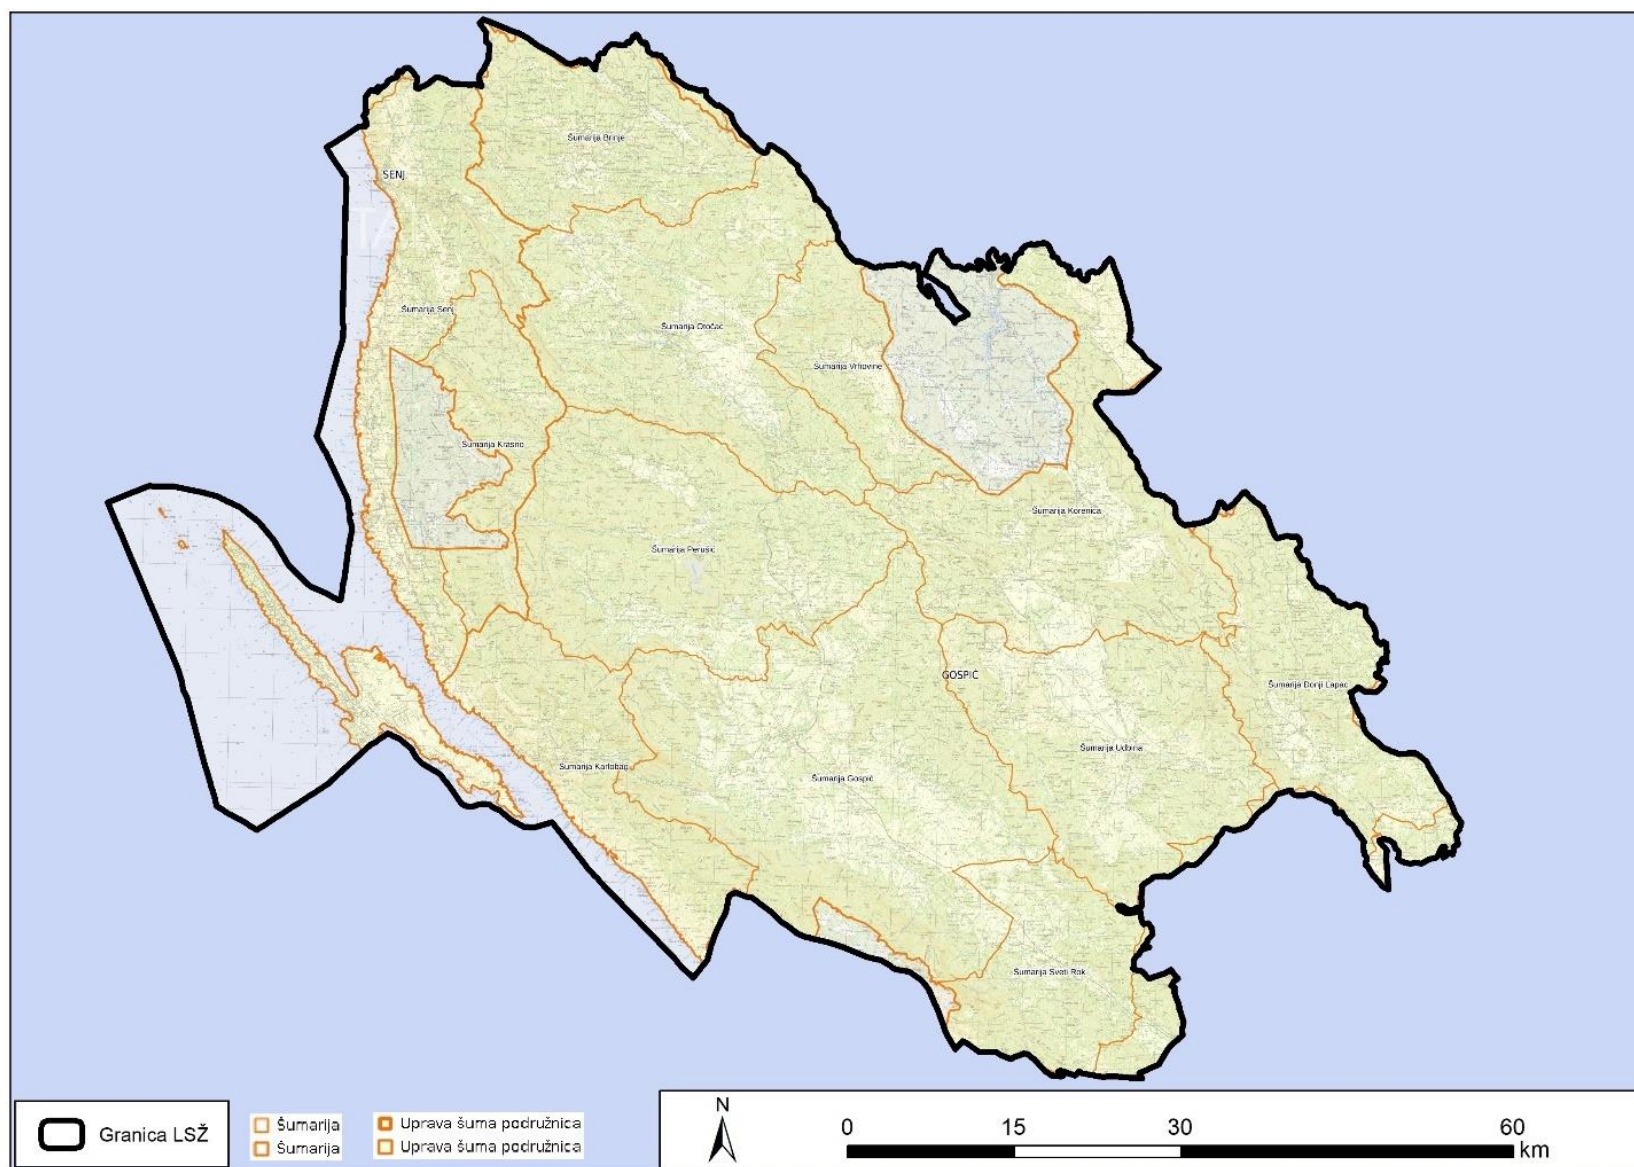 Šumarija Brinje
SENJ
Šumarija Senj
Šumarija Otočac
Šumarija Vrhovine
Šumarija Krasno
Šumarija Korenica
Šumarija Perušić
GOSPIĆ
Šumarija Donji Lapac
Šumarija Udbina
Šumarija Karlobag
Šumarija Gospić
Šumarija Sveti Rok
Granica LSŽ
Šumarija
Šumarija
Uprava šuma podružnica
Uprava šuma podružnica
N
0 15 30 60
km